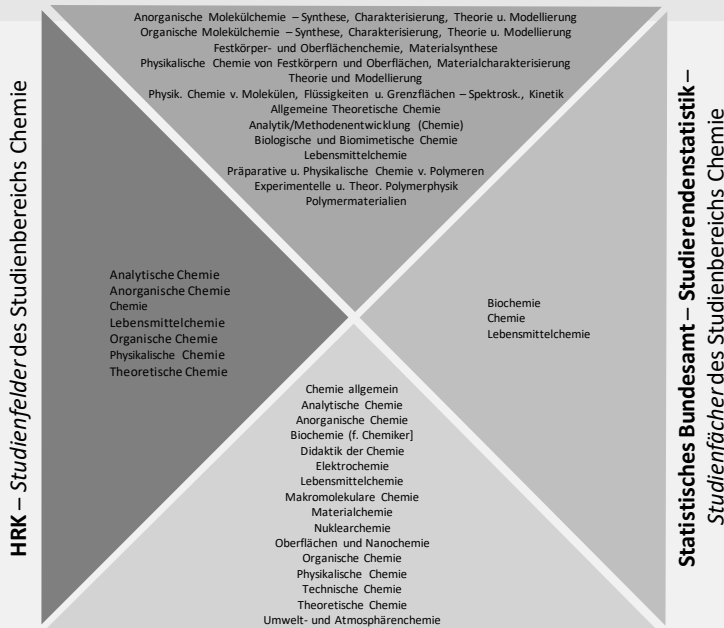 Anorganische Molekülchemie – Synthese, Charakterisierung, Theorie u. Modellierung
Organische Molekülchemie – Synthese, Charakterisierung, Theorie u. Modellierung
Festkörper- und Oberflächenchemie, Materialsynthese
Physikalische Chemie von Festkörpern und Oberflächen, Materialcharakterisierung
Theorie und Modellierung
Physik. Chemie v. Molekülen, Flüssigkeiten u. Grenzflächen – Spektrosk., Kinetik
Allgemeine Theoretische Chemie
Analytik/Methodenentwicklung (Chemie)
Biologische und Biomimetische Chemie
Lebensmittelchemie
Präparative u. Physikalische Chemie v. Polymeren
Experimentelle u. Theor. Polymerphysik
Polymermaterialien
HRK – Studienfelder des Studienbereichs Chemie
Analytische Chemie
Anorganische Chemie
Chemie
Lebensmittelchemie
Organische Chemie
Physikalische Chemie
Theoretische Chemie
Biochemie
Chemie
Lebensmittelchemie
Statistisches Bundesamt – Studierendenstatistik –
Studienfächer des Studienbereichs Chemie
Chemie allgemein
Analytische Chemie
Anorganische Chemie
Biochemie (f. Chemiker]
Didaktik der Chemie
Elektrochemie
Lebensmittelchemie
Makromolekulare Chemie
Materialchemie
Nuklearchemie
Oberflächen und Nanochemie
Organische Chemie
Physikalische Chemie
Technische Chemie
Theoretische Chemie
Umwelt- und Atmosphärenchemie